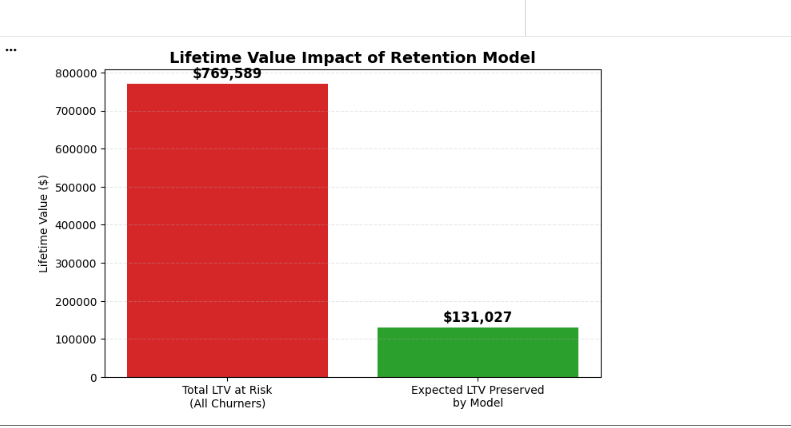 ...
Lifetime Value Impact of Retention Model
$769,589
800000
700000
600000
500000
400000
300000
200000
100000
0
Lifetime Value ($)
$131,027
Total LTV at Risk
(All Churners)
Expected LTV Preserved
by Model